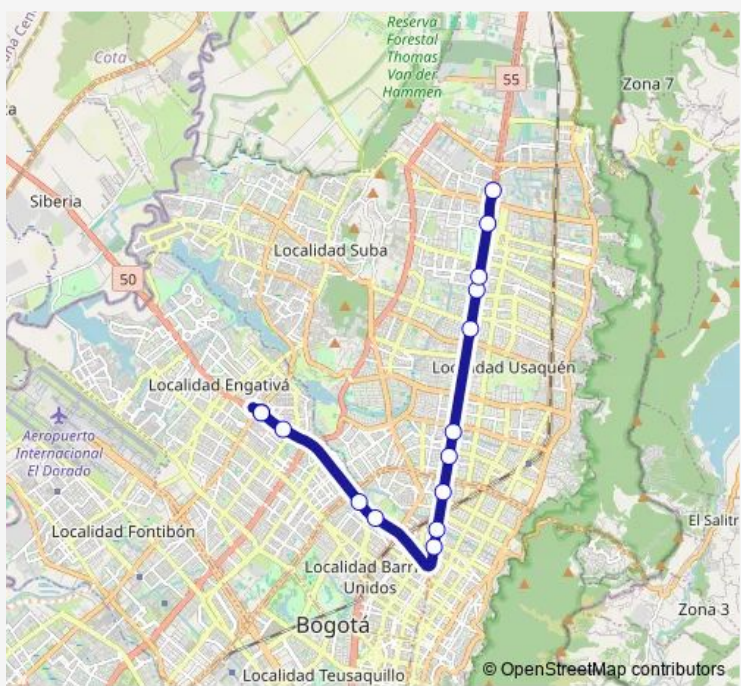 Reserva
Forestal
Thomas
Van der
Hammen
Cota
55
Zona 7
Siberia
Localidad Suba
50
Localidad Usaquén
Localidad Engativá
Aeropuerto
Internacional
El Dorado
Localidad Fontibón
El Salitr
Localidad Barri
Unidos
Zona 3
Bogotá
Localidad Teusaquillo
© OpenStreetMap contributors